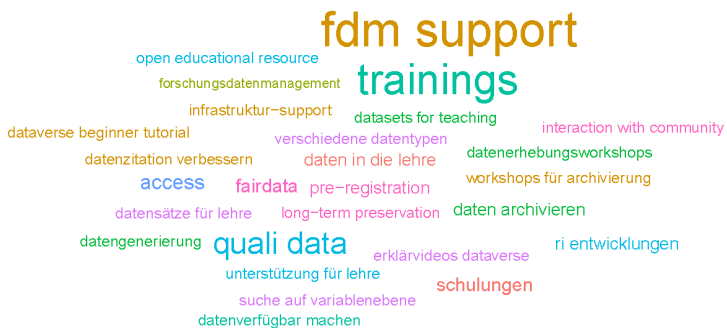 fdm support
open educational resource
trainings
forschungsdatenmanagement
infrastruktur-support
datasets for teaching
interaction with community
dataverse beginner tutorial
verschiedene datentypen
datenerhebungsworkshops
datenzitation verbessern
daten in die lehre
workshops für archivierung
access
fairdata
pre-registration
datensätze für lehre
long-term preservation
daten archivieren
datengenerierung
quali data
erklärvideos dataverse
ri entwicklungen
unterstützung für lehre
schulungen
suche auf variablenebene
datenverfügbar machen